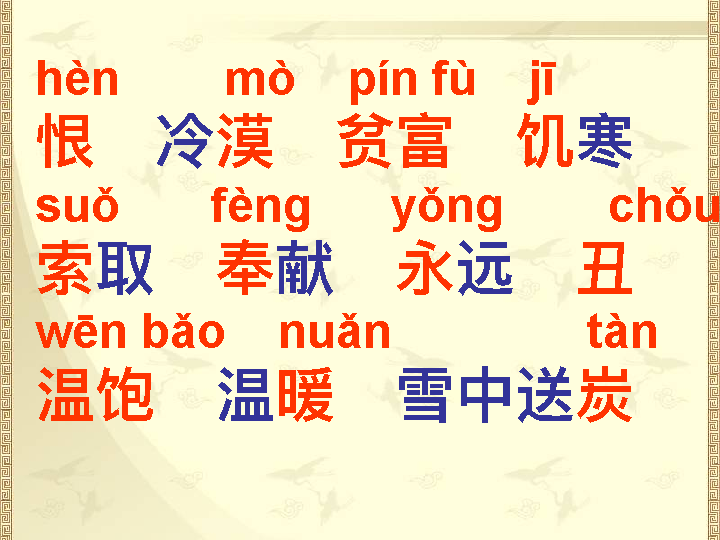 hèn mò pín fù jī
恨 冷漠 贫富 饥寒
suǒ fèng yǒng chǒu
索取 奉献 永远 丑
wēn bǎo nuǎn tàn
温饱 温暖 雪中送炭